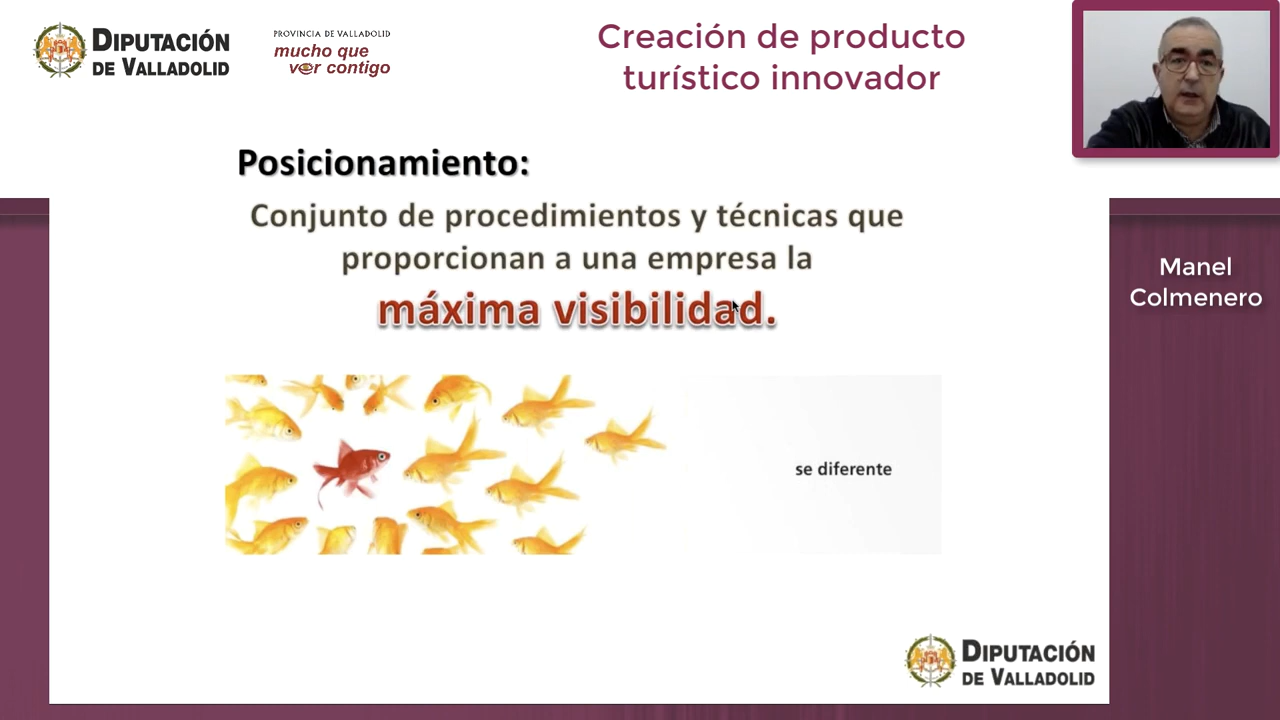 DIPUTACIÓN
DE VALLADOLID
PROVINCIA DE VALLADOLID
mucho que
ver contigo
Creación de producto
turístico innovador
Posicionamiento:
Conjunto de procedimientos y técnicas que
proporcionan a una empresa la
máxima visibilidad.
Manel
Colmenero
se diferente
DIPUTACIÓN
DE VALLADOLID